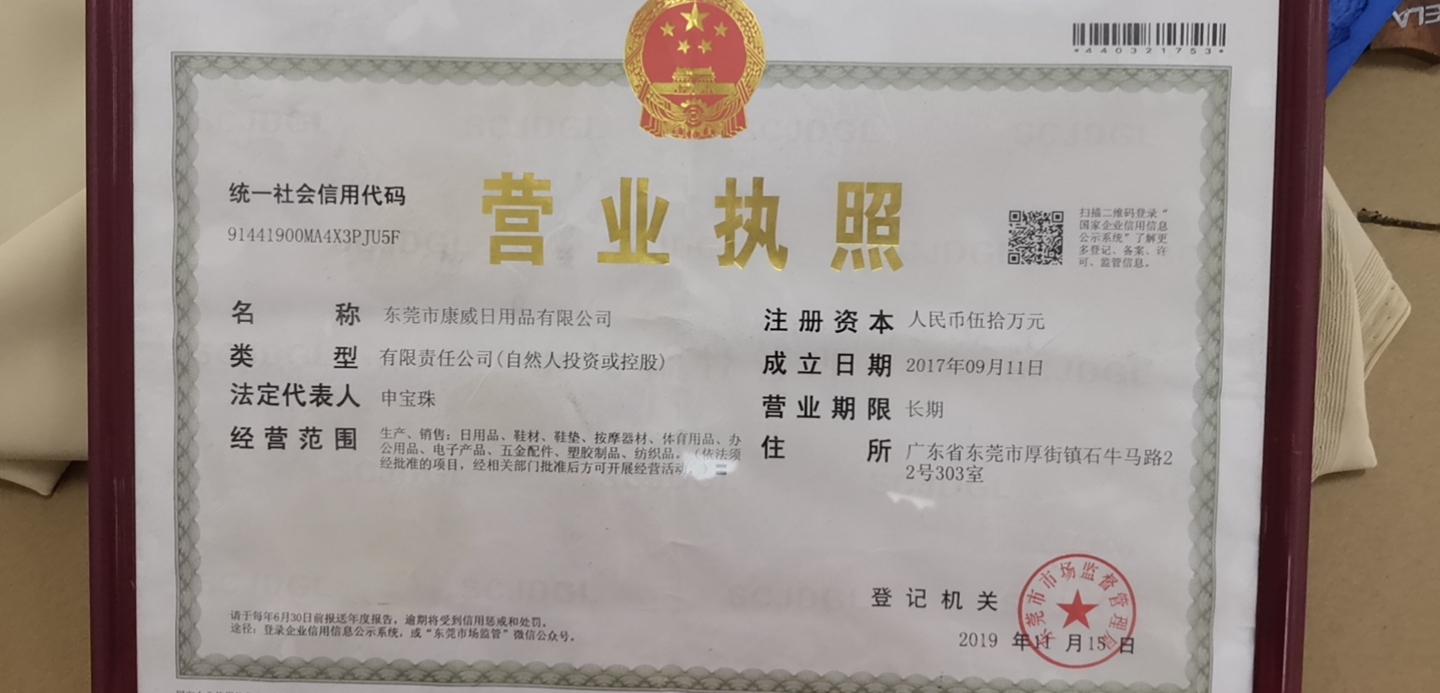 *440321753*
统一社会信用代码
91441900MA4X3PJU5F
营业执照
扫描二维码登录“
国家企业信用信息
公示系统”了解更
多登记、备案、许
可、监管信息。
名称 东莞市康威日用品有限公司
类型 有限责任公司(自然人投资或控股)
法定代表人 申宝珠
经营范围 生产、销售：日用品、鞋材、鞋垫、按摩器材、体育用品、办
公用品、电子产品、五金配件、塑胶制品、纺织品。（依法须
经批准的项目，经相关部门批准后方可开展经营活动
注册资本 人民币伍拾万元
成立日期 2017年09月11日
营业期限 长期
住所 广东省东莞市厚街镇石牛马路2
2号303室
登记机关
东莞市市场监督管理局
2019 年11 月15 日
请于每年6月30日前报送年度报告，逾期将受到信用惩戒和处罚。
途径：登录企业信用信息公示系统，或“东莞市场监管”微信公众号。